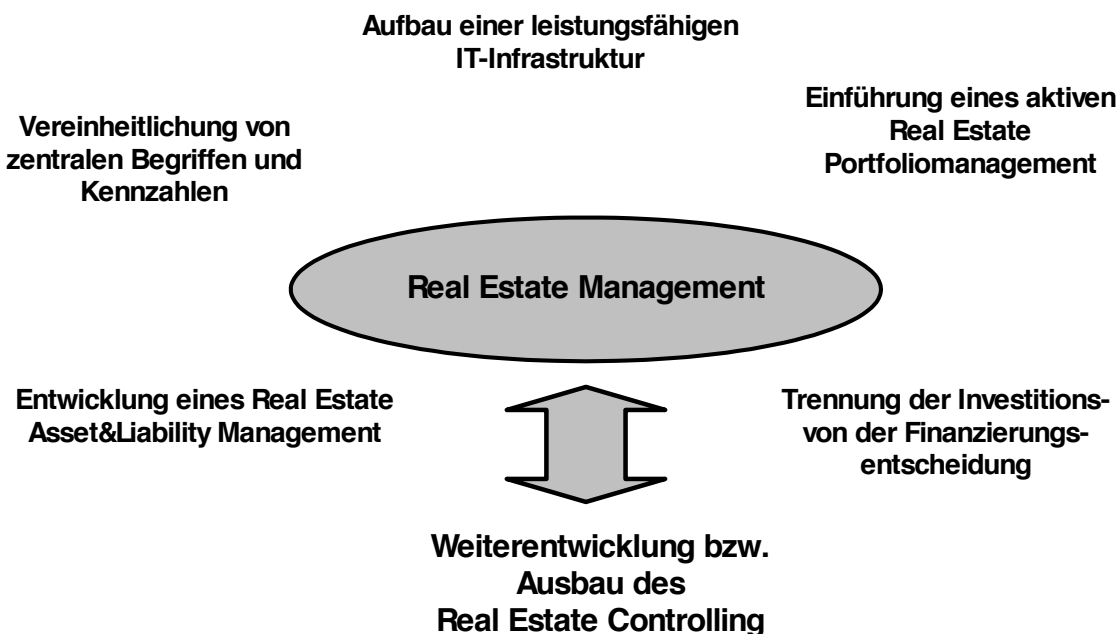 Aufbau einer leistungsfähigen
IT-Infrastruktur
Vereinheitlichung von
zentralen Begriffen und
Kennzahlen
Einführung eines aktiven
Real Estate
Portfoliomanagement
Real Estate Management
Entwicklung eines Real Estate
Asset&Liability Management
Trennung der Investitions-
von der Finanzierungs-
entscheidung
Weiterentwicklung bzw.
Ausbau des
Real Estate Controlling